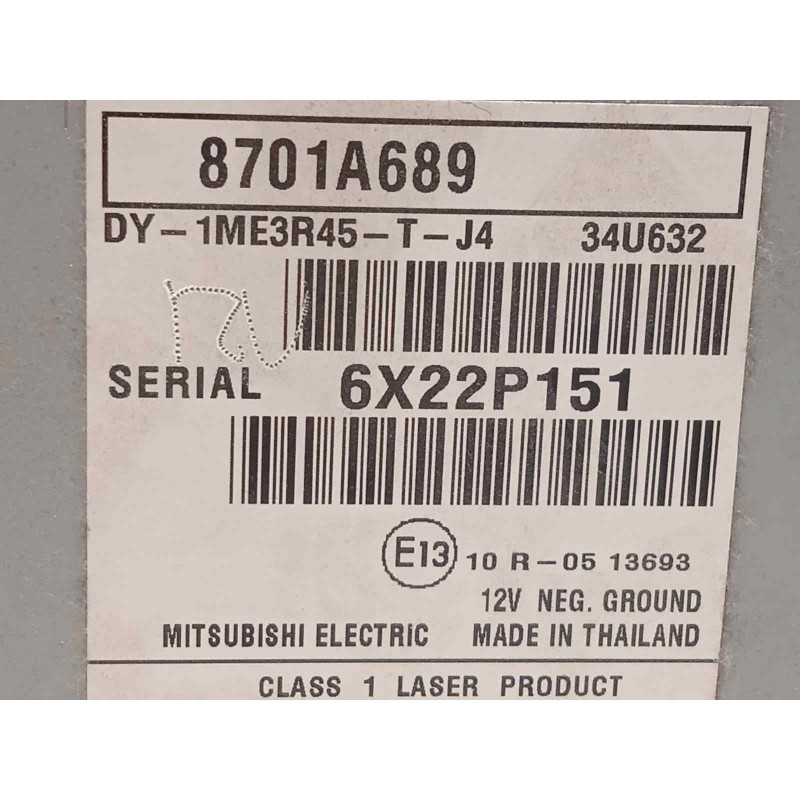 8701A689
DY-1ME3R45-T-J4 34U632
SERIAL 6X22P151
E13 10 R-05 13693
12V NEG. GROUND
MITSUBISHI ELECTRIC MADE IN THAILAND
CLASS 1 LASER PRODUCT